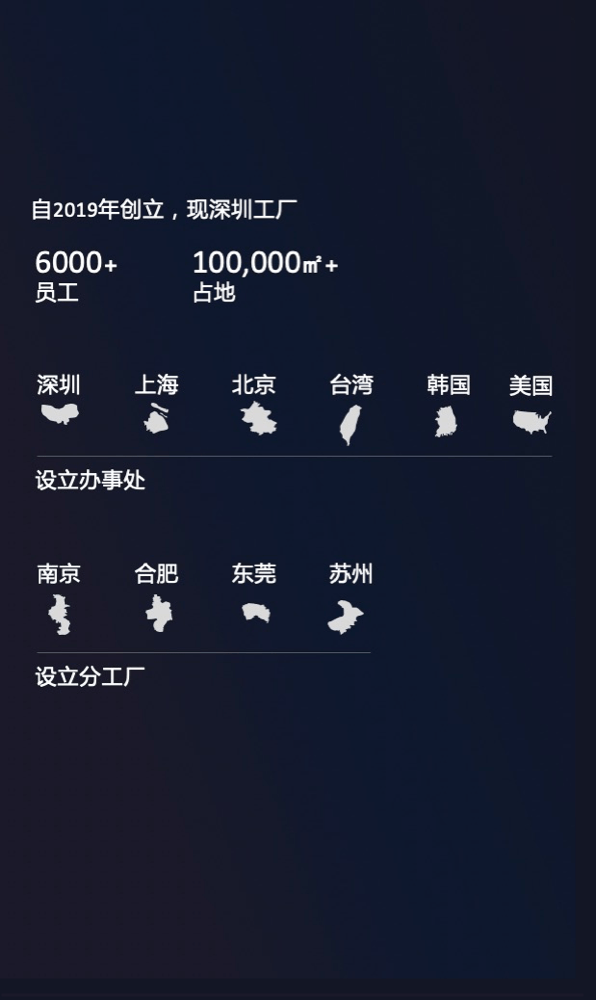 自2019年创立，现深圳工厂
6000+ 100,000㎡+
员工 占地
深圳 上海 北京 台湾 韩国 美国
设立办事处
南京 合肥 东莞 苏州
设立分工厂